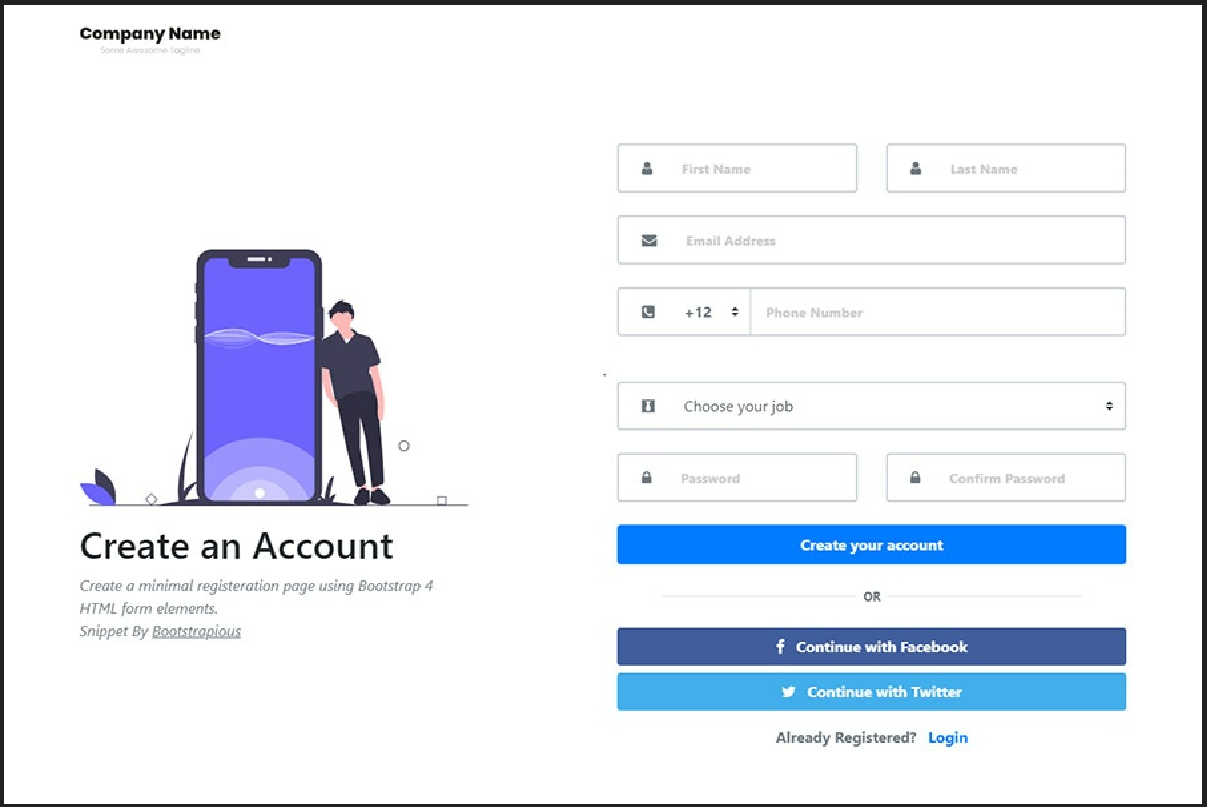 Company Name
Some Awesome Tagline
First Name
Last Name
Email Address
+12
Phone Number
Choose your job
Password
Confirm Password
Create your account
OR
Continue with Facebook
Continue with Twitter
Already Registered? Login
Create an Account
Create a minimal registeration page using Bootstrap 4
HTML form elements.
Snippet By Bootstrapious